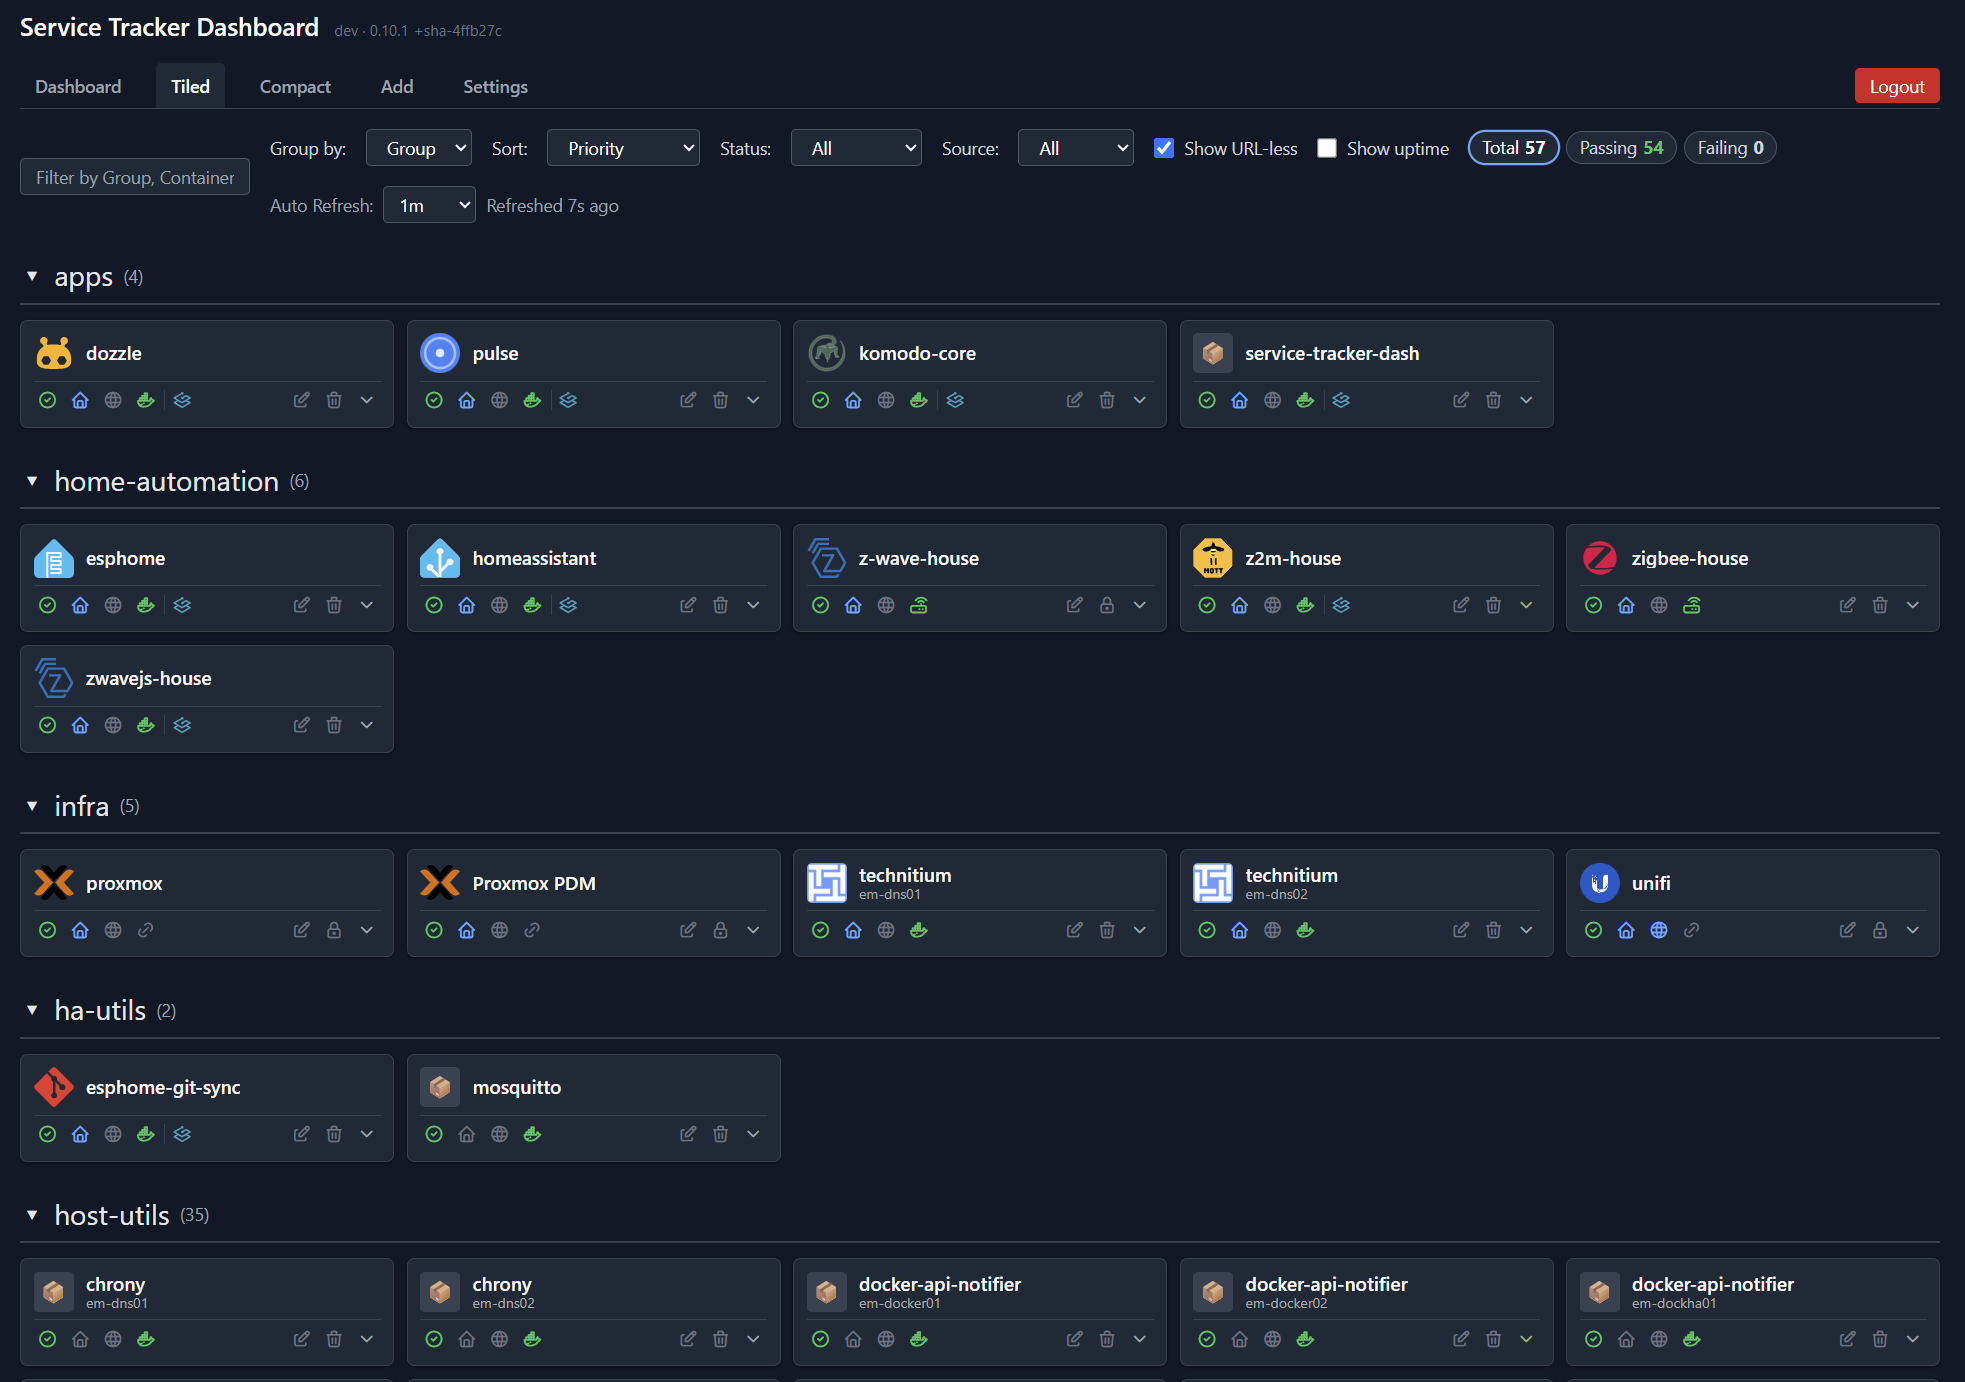 Service Tracker Dashboard dev · 0.10.1 +sha-4ffb27c
Dashboard Tiled Compact Add Settings Logout
Filter by Group, Container
Group by: Group Sort: Priority Status: All Source: All Show URL-less Show uptime Total 57 Passing 54 Failing 0
Auto Refresh: 1m Refreshed 7s ago
apps (4)
dozzle
pulse
komodo-core
service-tracker-dash
home-automation (6)
esphome
homeassistant
z-wave-house
MQTT
z2m-house
zigbee-house
zwavejs-house
infra (5)
proxmox
Proxmox PDM
technitium
em-dns01
technitium
em-dns02
unifi
ha-utils (2)
esphome-git-sync
mosquitto
host-utils (35)
chrony
em-dns01
chrony
em-dns02
docker-api-notifier
em-docker01
docker-api-notifier
em-docker02
docker-api-notifier
em-dockha01